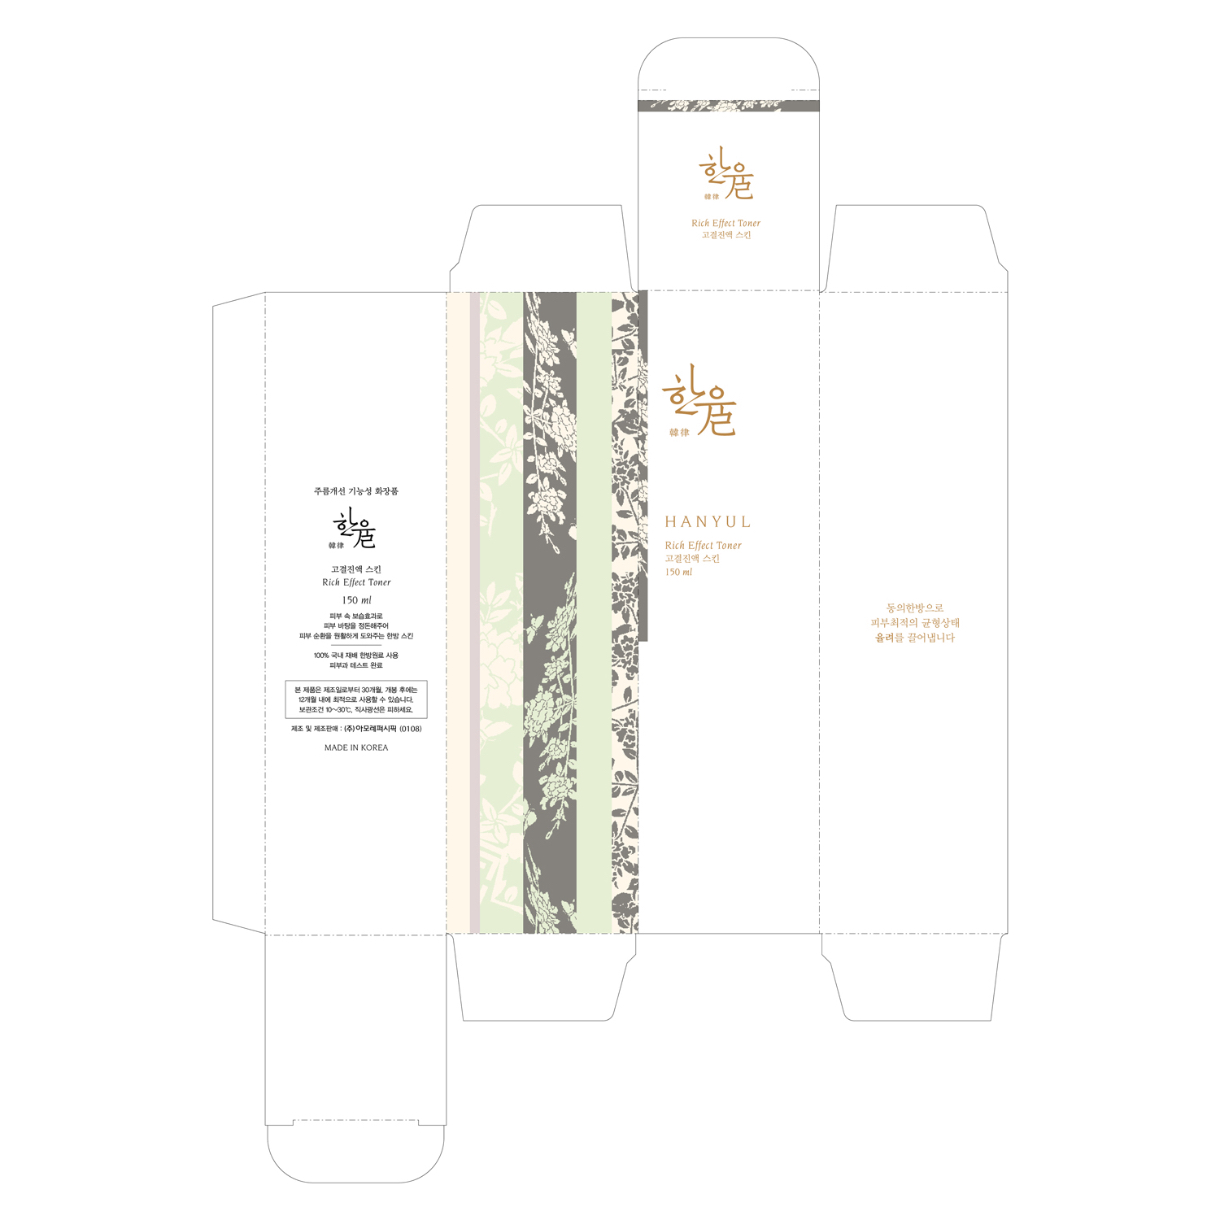 한율
韓律
Rich Effect Toner
고결진액 스킨
한율
韓律
HANYUL
Rich Effect Toner
고결진액 스킨
150 ml
주름개선 기능성 화장품
한율
韓律
고결진액 스킨
Rich Effect Toner
150 ml
피부 속 보습효과로
피부 바탕을 정돈해주어
피부 순환을 원활하게 도와주는 한방 스킨
100% 국내 재배 한방원료 사용
피부과 테스트 완료
본 제품은 제조일로부터 30개월, 개봉 후에는
12개월 내에 최적으로 사용할 수 있습니다.
보관조건 10~30℃, 직사광선은 피하세요.
제조 및 제조판매 : (주)아모레퍼시픽 (0108)
MADE IN KOREA
동의한방으로
피부최적의 균형상태
율려를 끌어냅니다